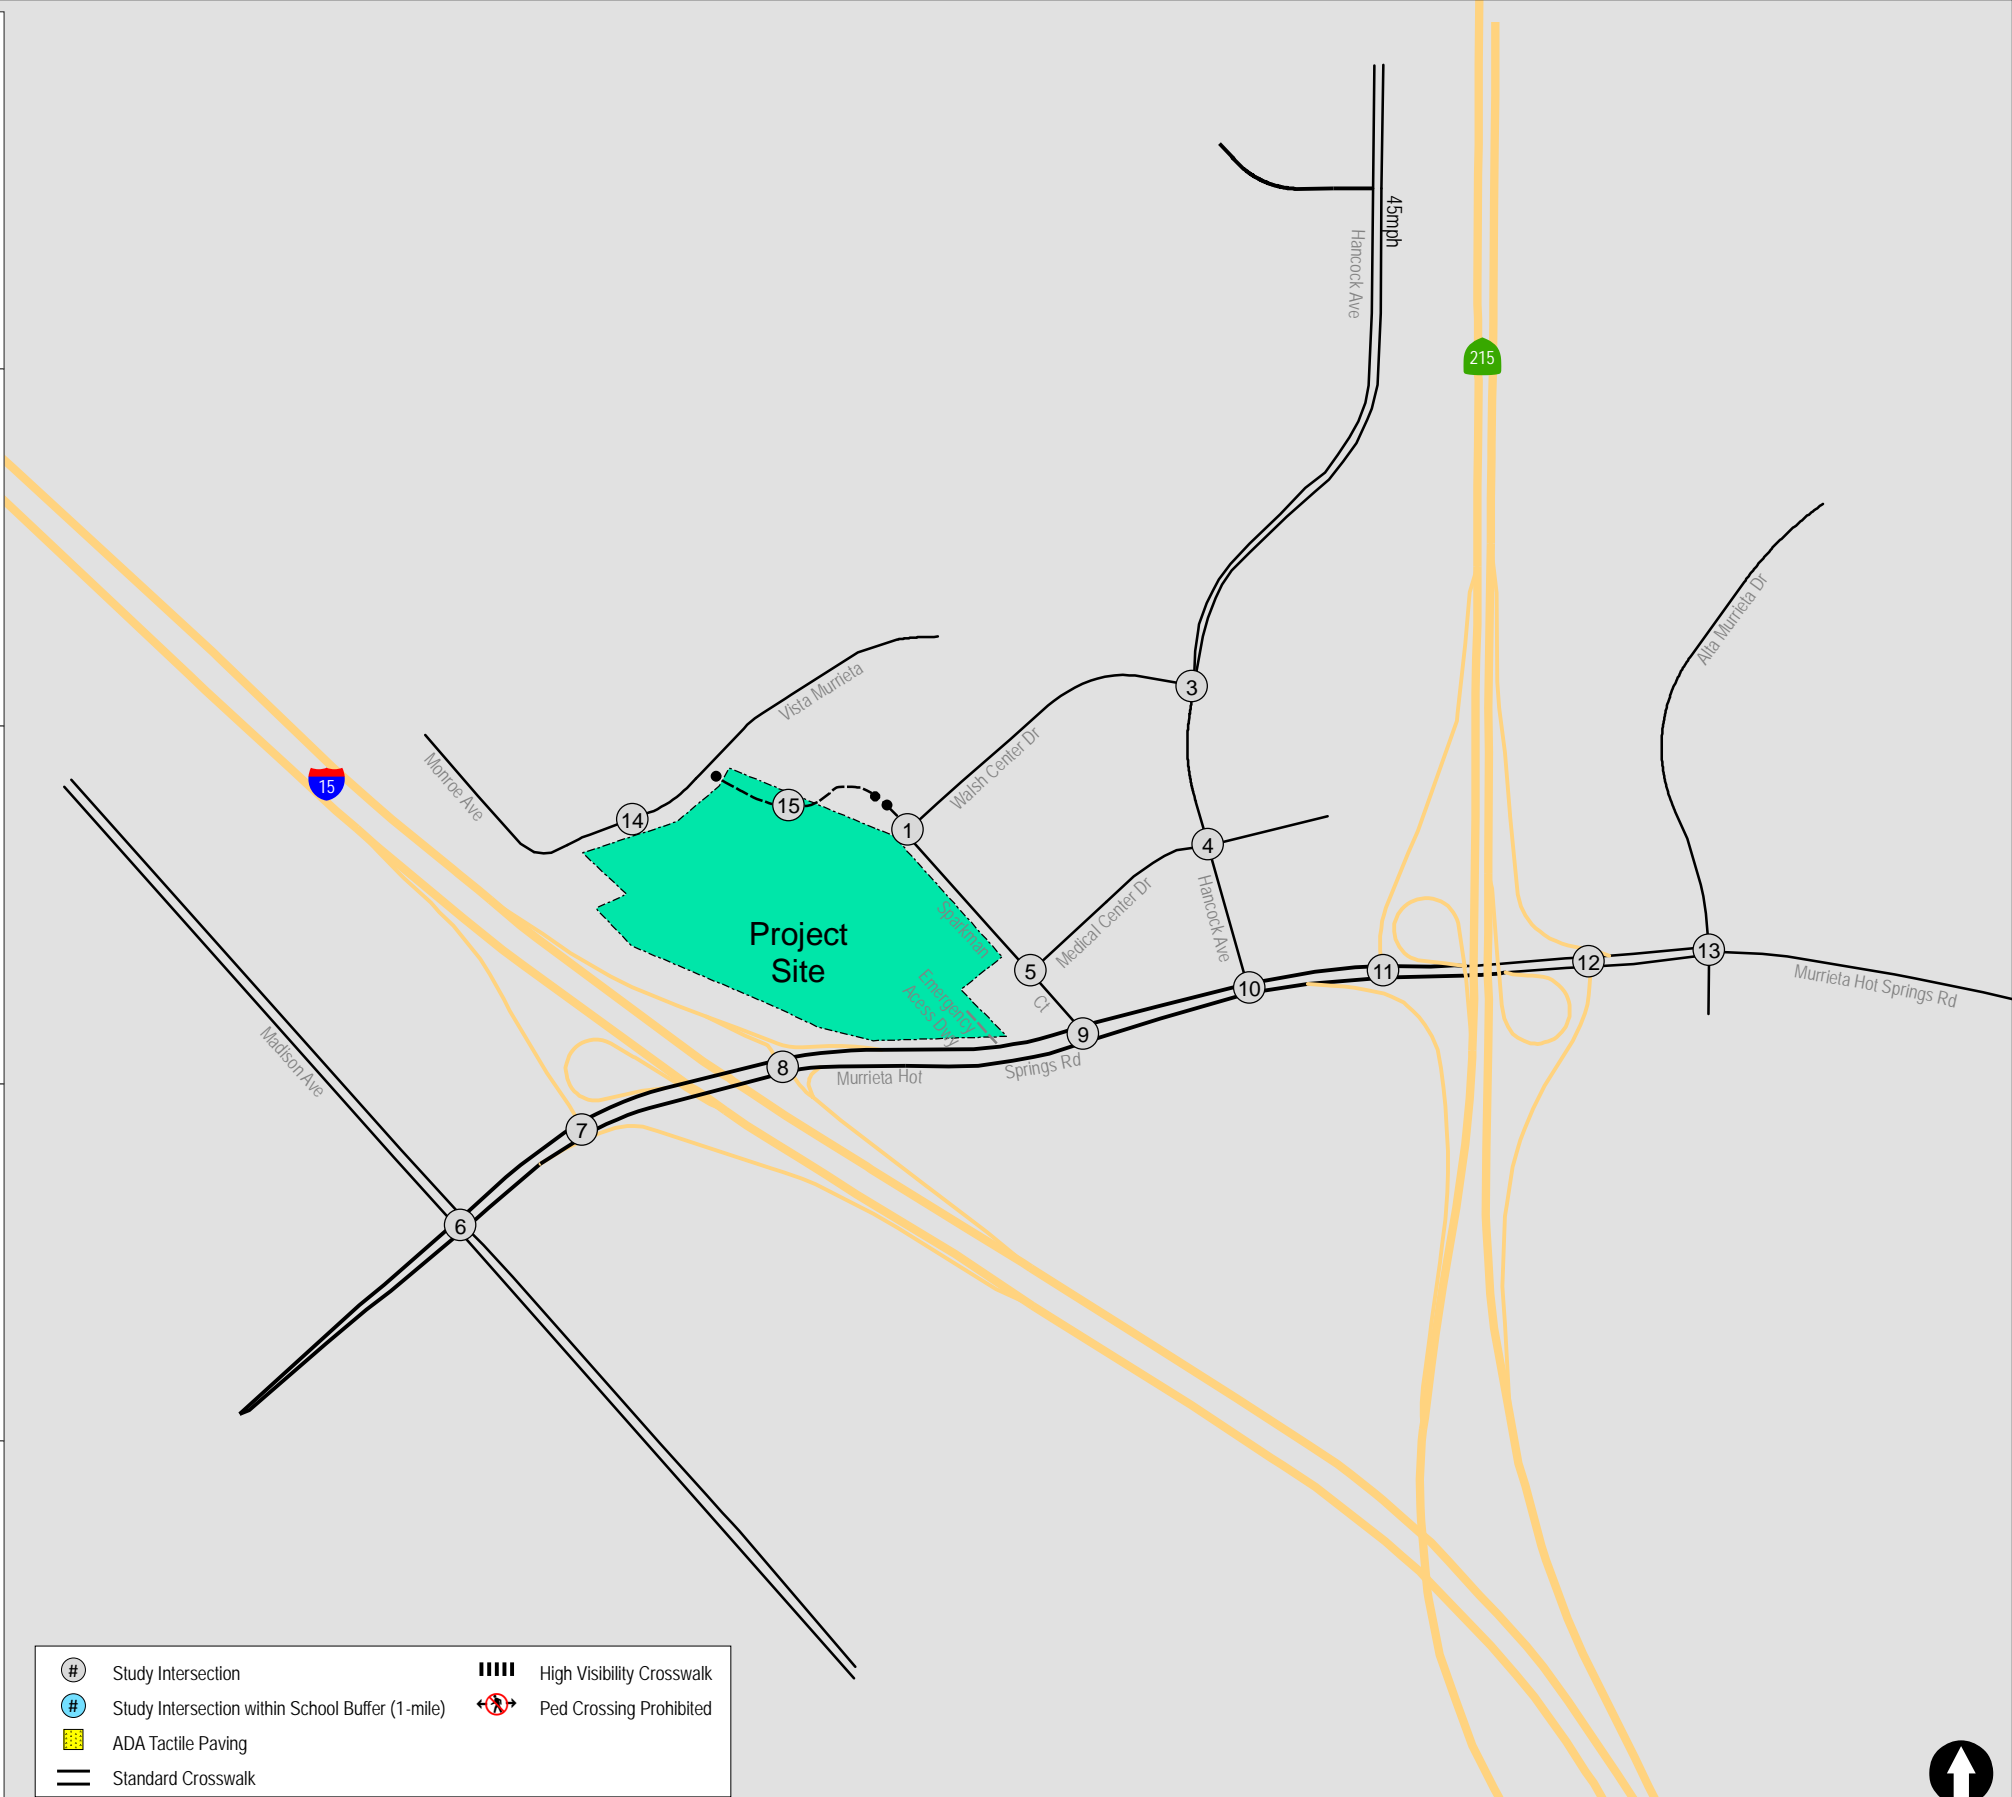 45mph
Hancock Ave
215
Alta Murrieta Dr
Vista Murrieta
3
Walsh Center Dr
Monroe Ave
15
14
15
1
4
Medical Center Dr
Hancock Ave
Sparkman
Ct
Project
Site
5
Emergency
Acess Dwy
10
11
12
13
Murrieta Hot Springs Rd
9
8
Murrieta Hot
Springs Rd
7
Madison Ave
6
# Study Intersection
# Study Intersection within School Buffer (1-mile)
ADA Tactile Paving
Standard Crosswalk
High Visibility Crosswalk
Ped Crossing Prohibited